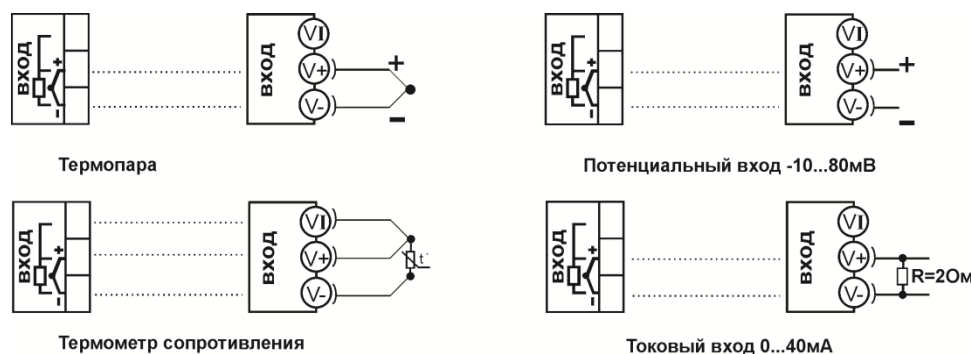 ВХОД + - ВХОД VI V+ V- + −
Термопара
ВХОД + - ВХОД VI V+ V- + −
Потенциальный вход -10...80мВ
ВХОД + - ВХОД VI V+ V- t°
Термометр сопротивления
ВХОД + - ВХОД VI V+ V- R=2Ом
Токовый вход 0...40мА